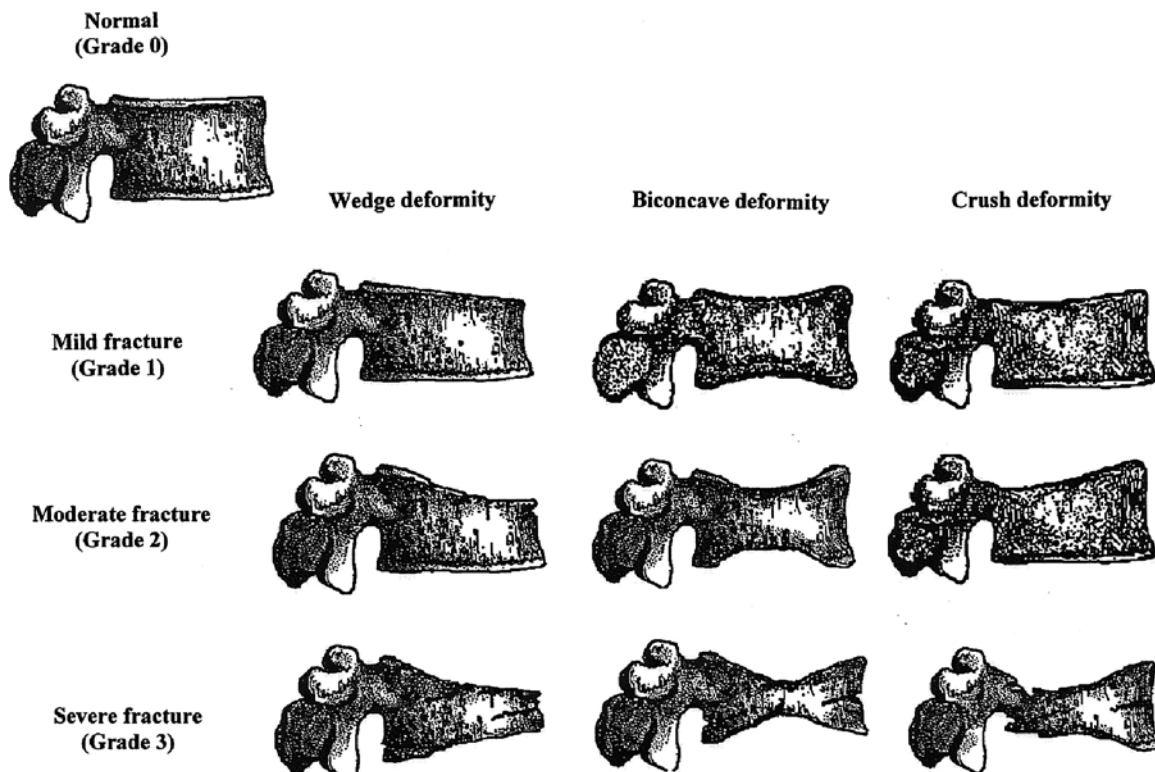 Normal
(Grade 0)
Wedge deformity
Biconcave deformity
Crush deformity
Mild fracture
(Grade 1)
Moderate fracture
(Grade 2)
Severe fracture
(Grade 3)